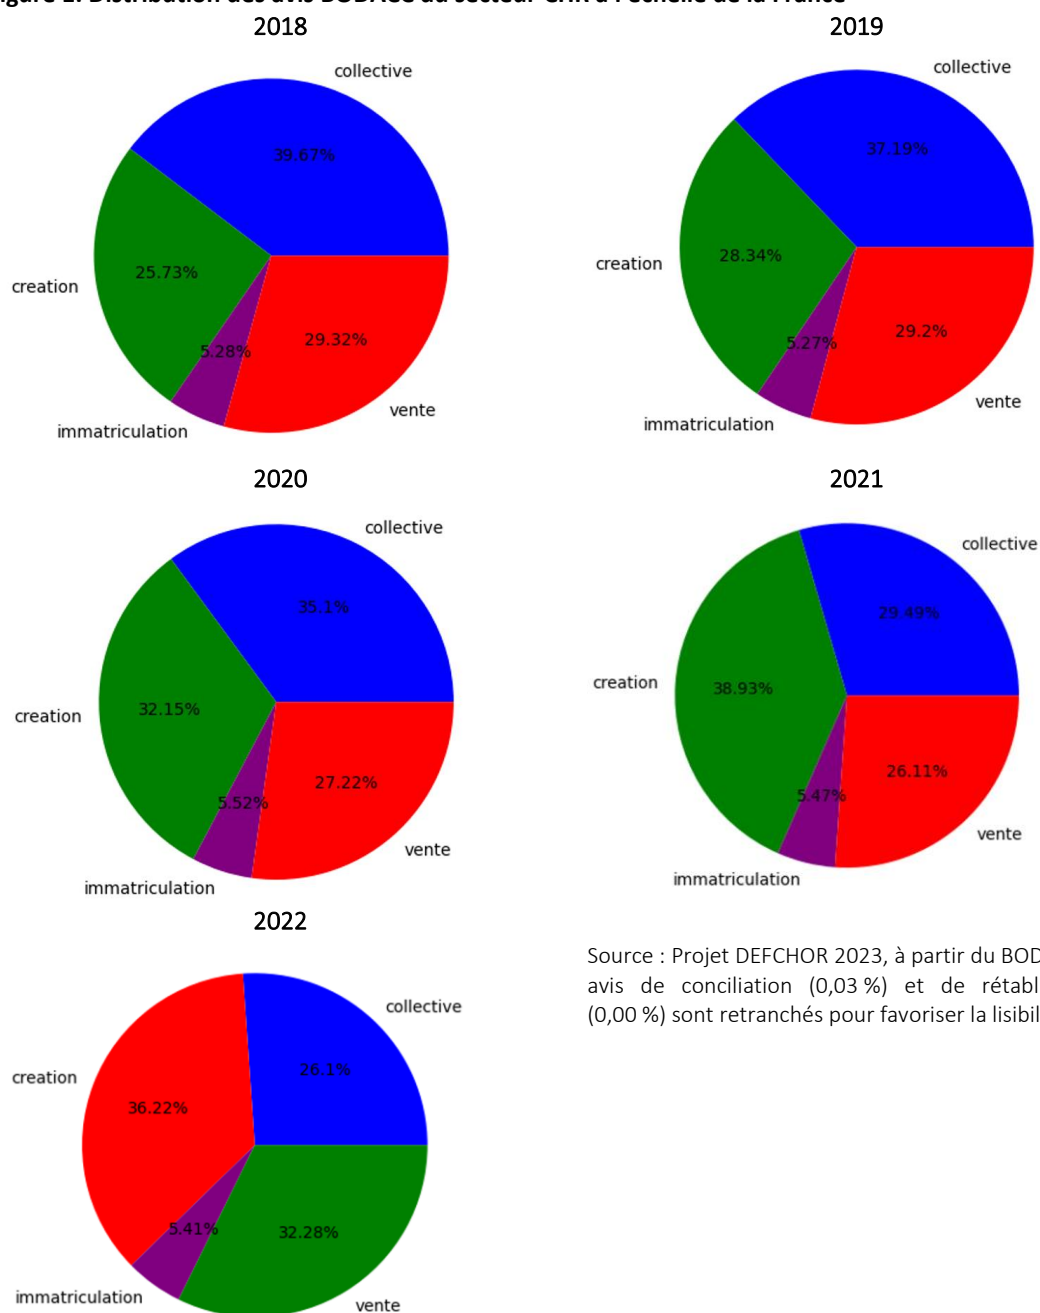 2018
2019
collective
39.67%
creation
25.73%
5.28%
29.32%
immatriculation
vente
collective
37.19%
creation
28.34%
5.27%
29.2%
immatriculation
vente
2020
2021
collective
35.1%
creation
32.15%
5.52%
27.22%
immatriculation
vente
collective
29.49%
creation
38.93%
5.47%
26.11%
immatriculation
vente
2022
collective
26.1%
creation
36.22%
5.41%
32.28%
immatriculation
vente
Source : Projet DEFCHOR 2023, à partir du BOD
avis de conciliation (0,03 %) et de rétabl
(0,00 %) sont retranchés pour favoriser la lisibil